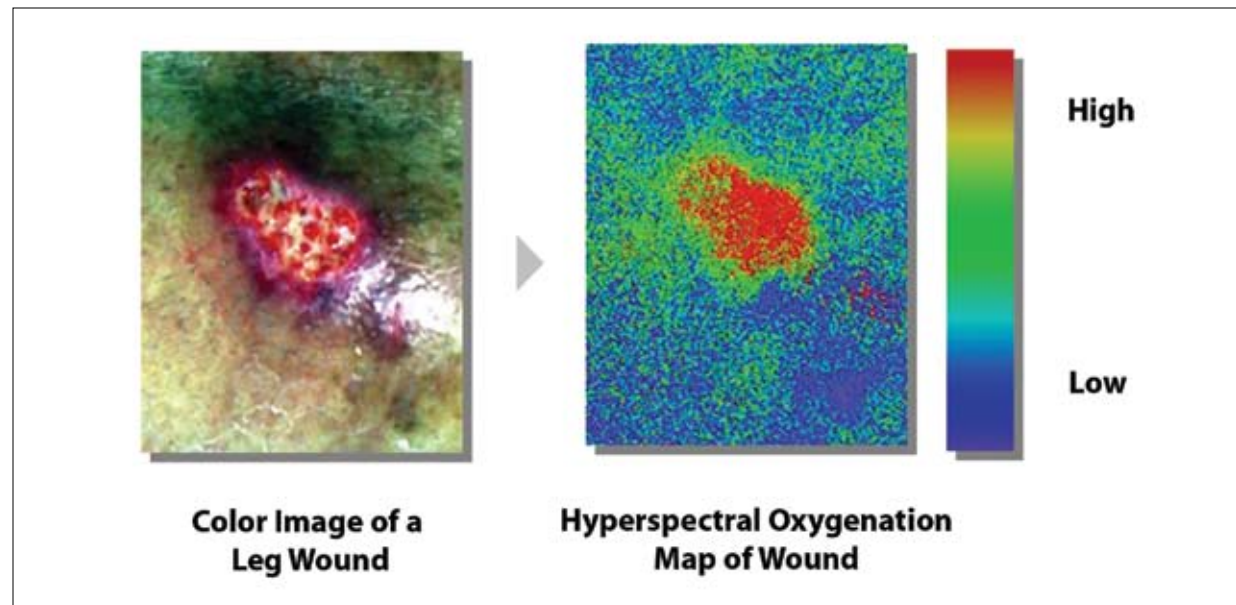 High
Low
Color Image of a
Leg Wound
Hyperspectral Oxygenation
Map of Wound